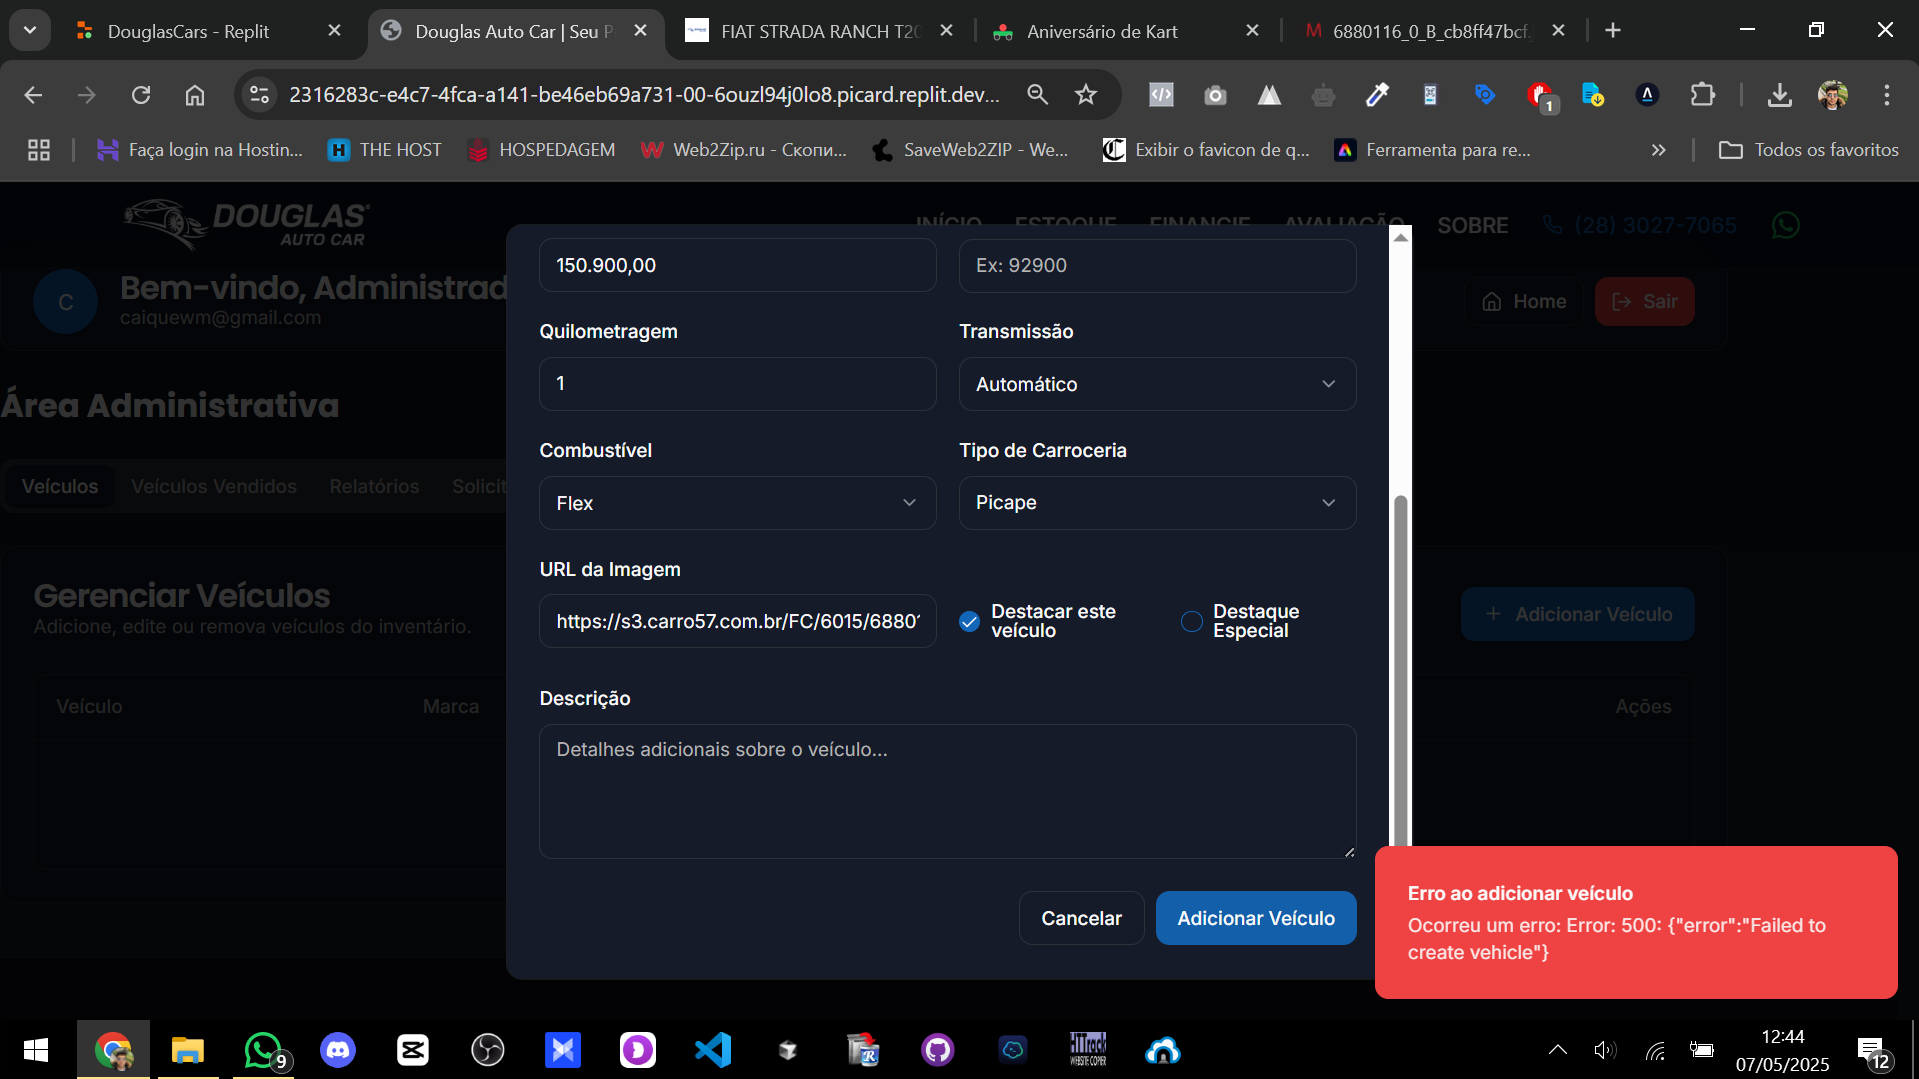 DouglasCars - Replit
Douglas Auto Car | Seu P
FIAT STRADA RANCH T20
Aniversário de Kart
6880116_0_B_cb8ff47bcf.
2316283c-e4c7-4fca-a141-be46eb69a731-00-6ouzl94j0lo8.picard.replit.dev...
1
Faça login na Hostin...
THE HOST
HOSPEDAGEM
Web2Zip.ru - Скопи...
SaveWeb2ZIP - We...
Exibir o favicon de q...
Ferramenta para re...
Todos os favoritos
DOUGLAS
AUTO CAR
INÍCIO
ESTOQUE
FINANCIE
AVALIAÇÃO
SOBRE
(28) 3027-7065
C
Bem-vindo, Administrad
caiquewm@gmail.com
Home
Sair
Área Administrativa
Veículos
Veículos Vendidos
Relatórios
Solicit
Gerenciar Veículos
Adicione, edite ou remova veículos do inventário.
+ Adicionar Veículo
Veículo
Marca
Ações
150.900,00
Ex: 92900
Quilometragem
Transmissão
1
Automático
Combustível
Tipo de Carroceria
Flex
Picape
URL da Imagem
https://s3.carro57.com.br/FC/6015/6880
Destacar este
veículo
Destaque
Especial
Descrição
Detalhes adicionais sobre o veículo...
Cancelar
Adicionar Veículo
Erro ao adicionar veículo
Ocorreu um erro: Error: 500: {"error":"Failed to
create vehicle"}
9
HTTrack
WEBSITE COPIER
12:44
07/05/2025
12